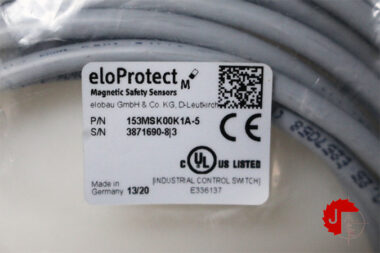 eloProtect M
Magnetic Safety Sensors
elobau GmbH & Co. KG, D-Leutkirch
P/N 153MSK00K1A-5
S/N 3871690-8|3
CE
UL US LISTED
Made in Germany 13/20
[INDUSTRIAL CONTROL SWITCH]
E336137